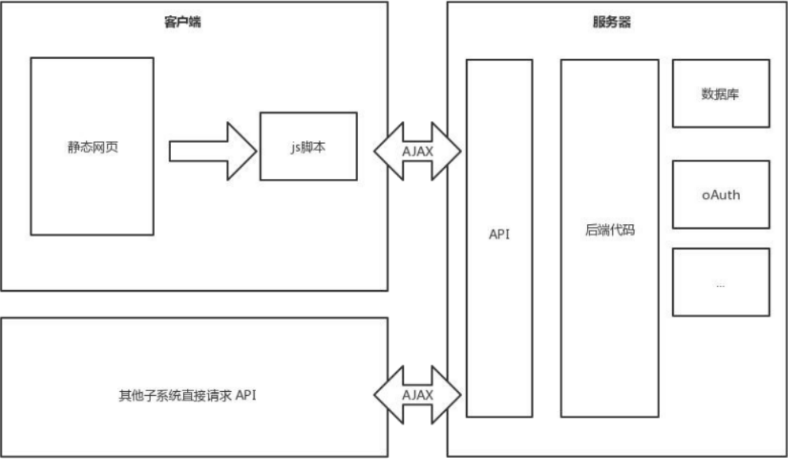 客户端
静态网页
js脚本
AJAX
其他子系统直接请求 API
AJAX
服务器
API
后端代码
数据库
oAuth
...